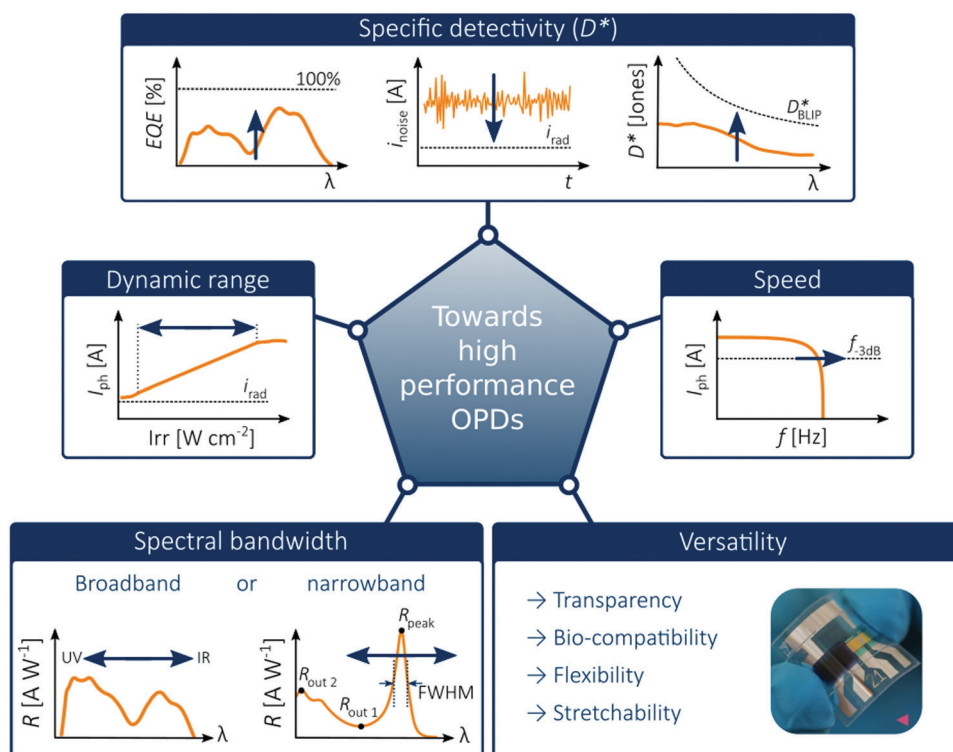 Specific detectivity (D*)
EQE [%]
100%
λ
i_noise [A]
i_rad
t
D* [Jones]
D*_BLIP
λ
Dynamic range
I_ph [A]
i_rad
Irr [W cm⁻²]
Towards
high
performance
OPDs
Speed
I_ph [A]
f_-3dB
f [Hz]
Spectral bandwidth
Broadband or narrowband
R [A W⁻¹]
UV
IR
λ
R [A W⁻¹]
R_peak
R_out 2
R_out 1
FWHM
λ
Versatility
→ Transparency
→ Bio-compatibility
→ Flexibility
→ Stretchability
21